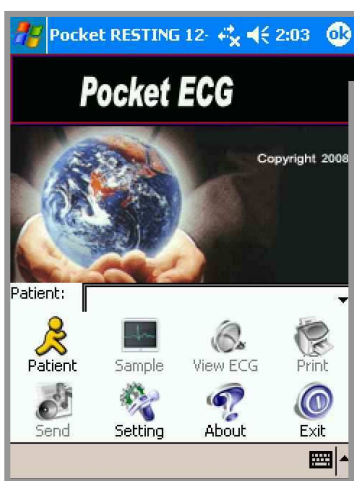 Pocket RESTING 12- 2:03 ok
Pocket ECG
Copyright 2008
Patient:
Patient Sample View ECG Print
Send Setting About Exit